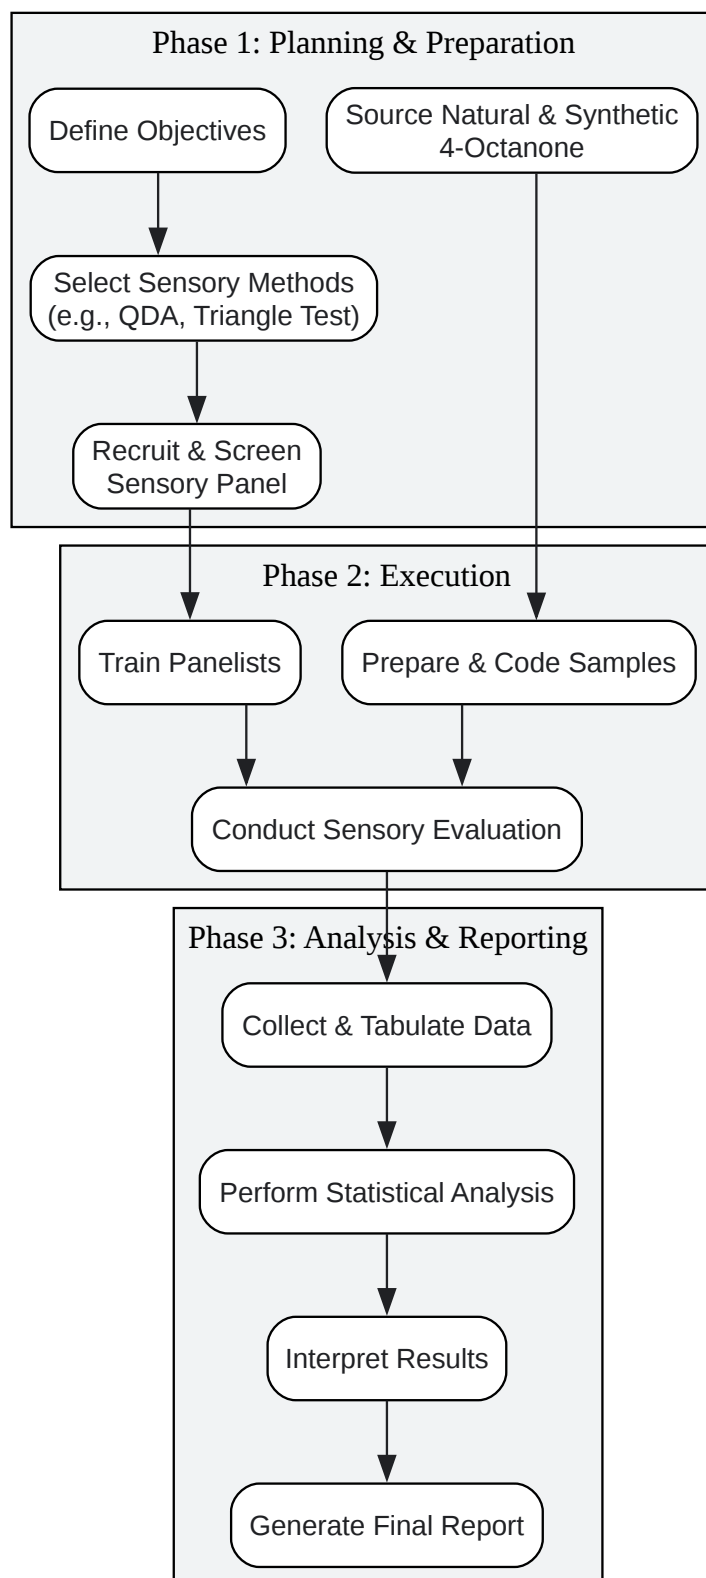 Phase 1: Planning & Preparation
Define Objectives
Source Natural & Synthetic
4-Octanone
Select Sensory Methods
(e.g., QDA, Triangle Test)
Recruit & Screen
Sensory Panel
Phase 2: Execution
Train Panelists
Prepare & Code Samples
Conduct Sensory Evaluation
Phase 3: Analysis & Reporting
Collect & Tabulate Data
Perform Statistical Analysis
Interpret Results
Generate Final Report